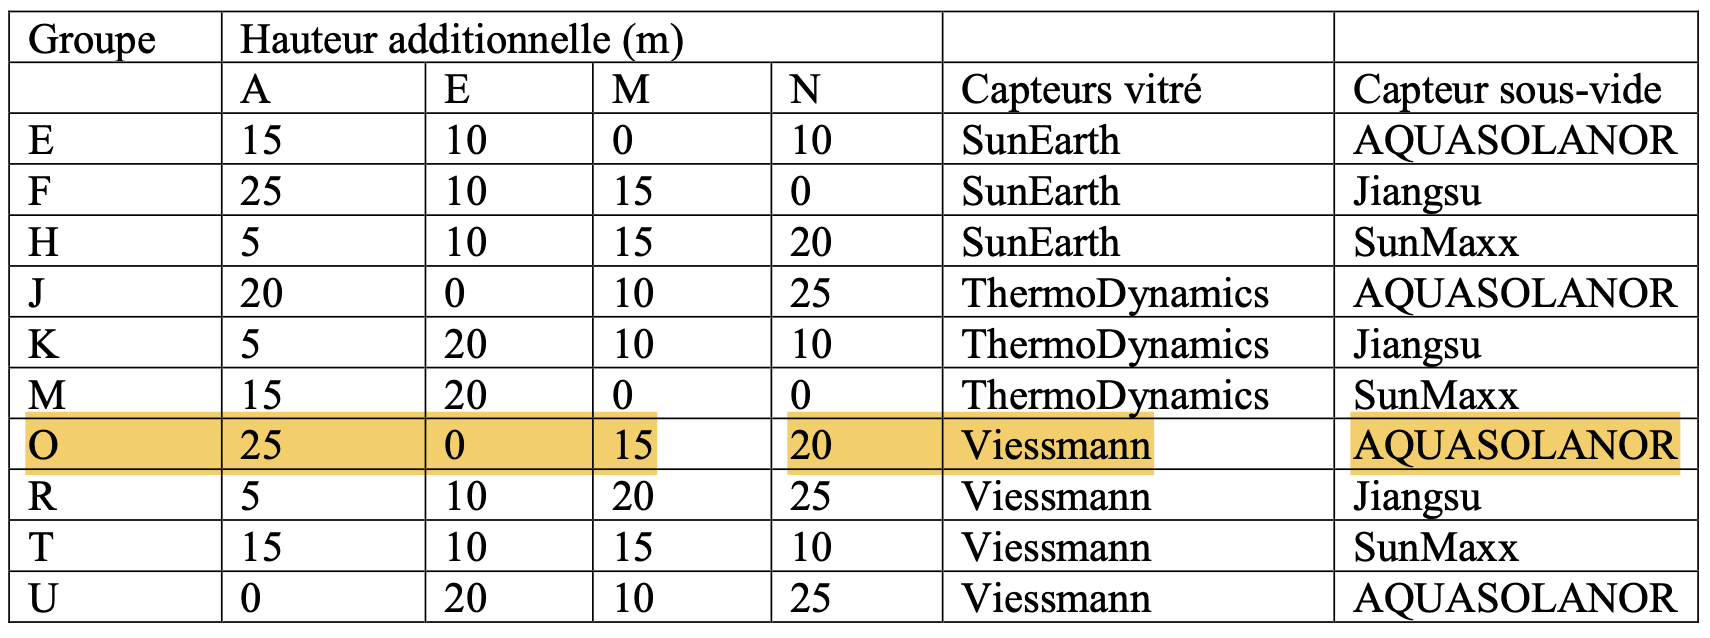 Groupe Hauteur additionnelle (m)
A E M N Capteurs vitré Capteur sous-vide
E 15 10 0 10 SunEarth AQUASOLANOR
F 25 10 15 0 SunEarth Jiangsu
H 5 10 15 20 SunEarth SunMaxx
J 20 0 10 25 ThermoDynamics AQUASOLANOR
K 5 20 10 10 ThermoDynamics Jiangsu
M 15 20 0 0 ThermoDynamics SunMaxx
O 25 0 15 20 Viessmann AQUASOLANOR
R 5 10 20 25 Viessmann Jiangsu
T 15 10 15 10 Viessmann SunMaxx
U 0 20 10 25 Viessmann AQUASOLANOR